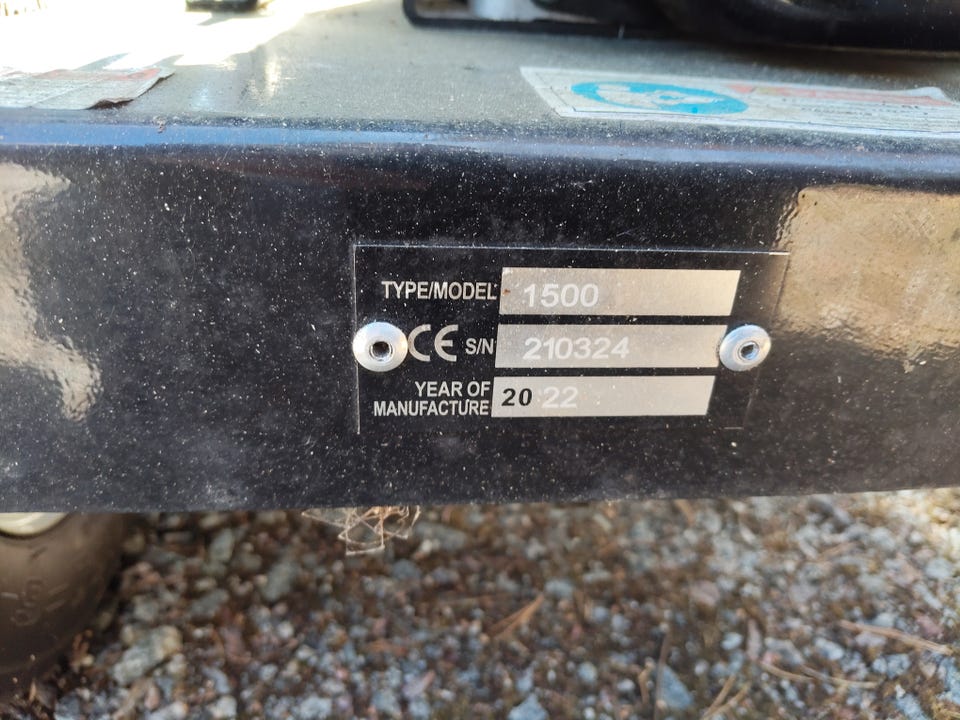 TYPE/MODEL 1500
CE S/N 210324
YEAR OF
MANUFACTURE 2022